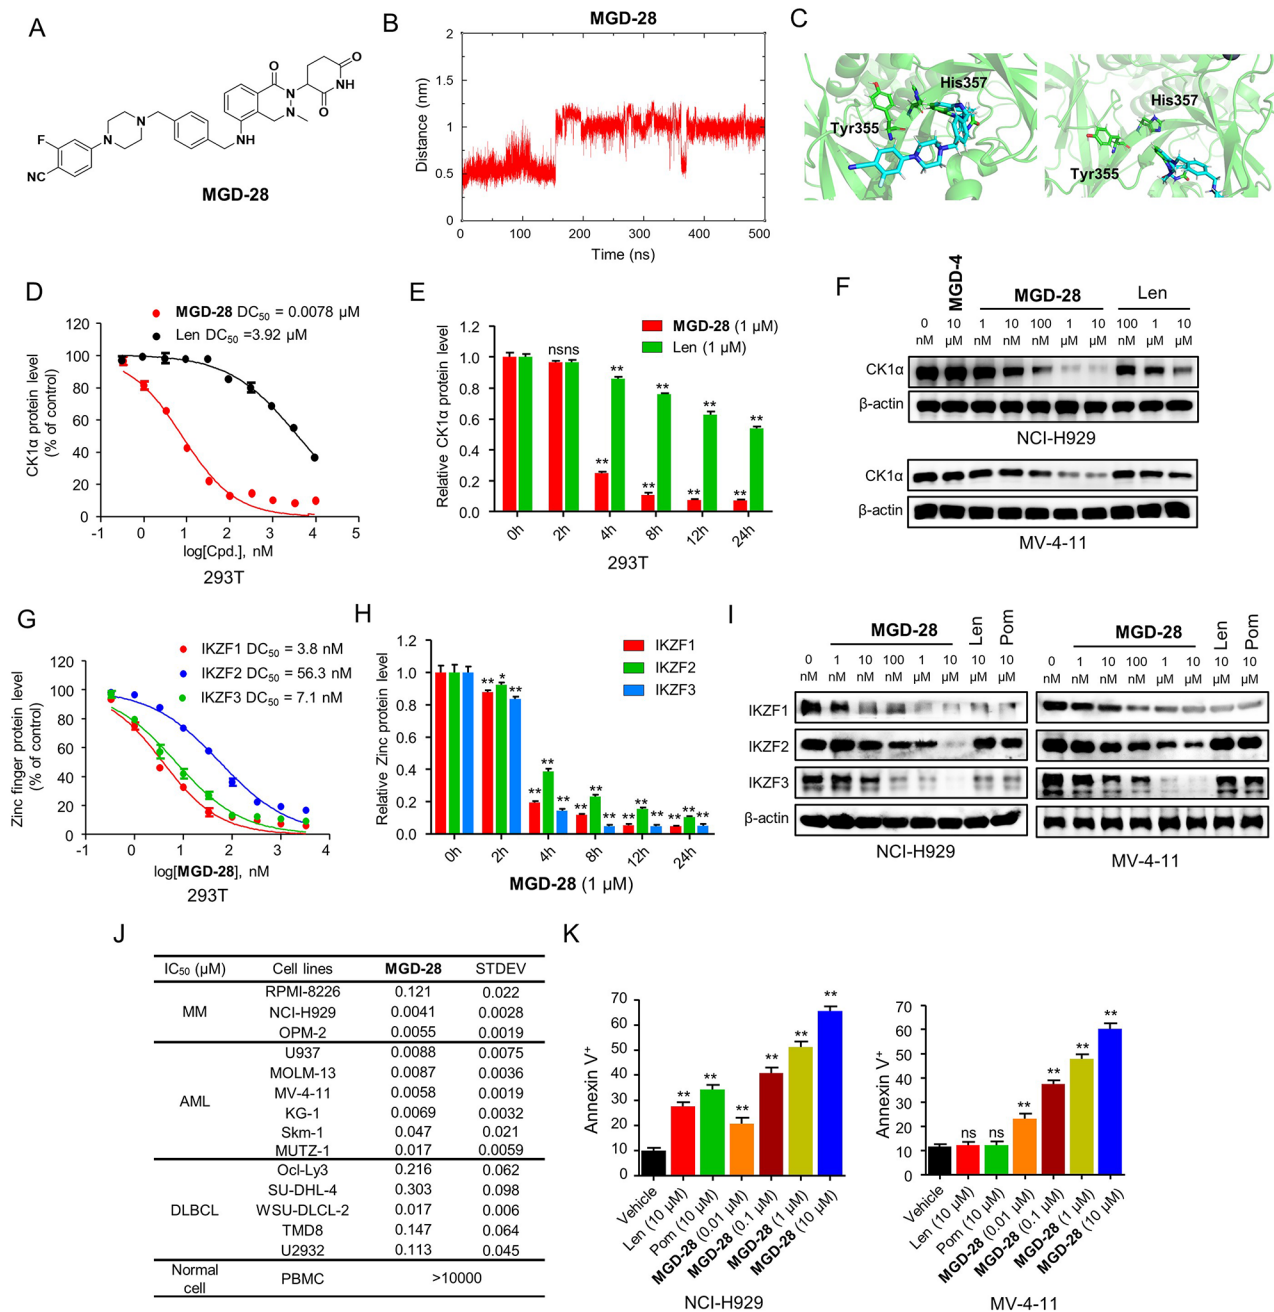 A
F
NC
N
N
NH
O
N
N
O
NH
O
MGD-28
B
MGD-28
Distance (nm)
2
1.5
1
0.5
0
0 100 200 300 400 500
Time (ns)
C
His357
Tyr355
His357
Tyr355
D
MGD-28 DC50 = 0.0078 µM
Len DC50 =3.92 µM
CK1α protein level
(% of control)
120
100
80
60
40
20
0
-1 0 1 2 3 4 5
log[Cpd.], nM
293T
E
MGD-28 (1 µM)
Len (1 µM)
Relative CK1α protein level
1.2
1.0
0.8
0.6
0.4
0.2
0.0
nsns
** ** ** ** ** ** ** **
0h 2h 4h 8h 12h 24h
293T
F
MGD-4 MGD-28 Len
0 10 1 10 100 1 10 100 1 10
nM µM nM nM nM µM µM nM µM µM
CK1α
β-actin
NCI-H929
CK1α
β-actin
MV-4-11
G
IKZF1 DC50 = 3.8 nM
IKZF2 DC50 = 56.3 nM
IKZF3 DC50 = 7.1 nM
Zinc finger protein level
(% of control)
120
100
80
60
40
20
0
-1 0 1 2 3 4
log[MGD-28], nM
293T
H
IKZF1
IKZF2
IKZF3
Relative Zinc protein level
1.2
1.0
0.8
0.6
0.4
0.2
0.0
** * ** ** ** ** ** ** ** ** ** ** ** ** **
0h 2h 4h 8h 12h 24h
MGD-28 (1 µM)
I
MGD-28 Len Pom
0 1 10 100 1 10 10 10
nM nM nM nM µM µM µM µM
MGD-28 Len Pom
0 1 10 100 1 10 10 10
nM nM nM nM µM µM µM µM
IKZF1
IKZF2
IKZF3
β-actin
NCI-H929
MV-4-11
J
IC50 (µM) Cell lines MGD-28 STDEV
MM
RPMI-8226 0.121 0.022
NCI-H929 0.0041 0.0028
OPM-2 0.0055 0.0019
AML
U937 0.0088 0.0075
MOLM-13 0.0087 0.0036
MV-4-11 0.0058 0.0019
KG-1 0.0069 0.0032
Skm-1 0.047 0.021
MUTZ-1 0.017 0.0059
DLBCL
Ocl-Ly3 0.216 0.062
SU-DHL-4 0.303 0.098
WSU-DLCL-2 0.017 0.006
TMD8 0.147 0.064
U2932 0.113 0.045
Normal
cell
PBMC >10000
K
Annexin V+
70
60
50
40
30
20
10
0
** ** ** ** ** **
Vehicle
Len (10 µM)
Pom (10 µM)
MGD-28 (0.01 µM)
MGD-28 (0.1 µM)
MGD-28 (1 µM)
MGD-28 (10 µM)
NCI-H929
Annexin V+
70
60
50
40
30
20
10
0
ns ns ** ** ** **
Vehicle
Len (10 µM)
Pom (10 µM)
MGD-28 (0.01 µM)
MGD-28 (0.1 µM)
MGD-28 (1 µM)
MGD-28 (10 µM)
MV-4-11